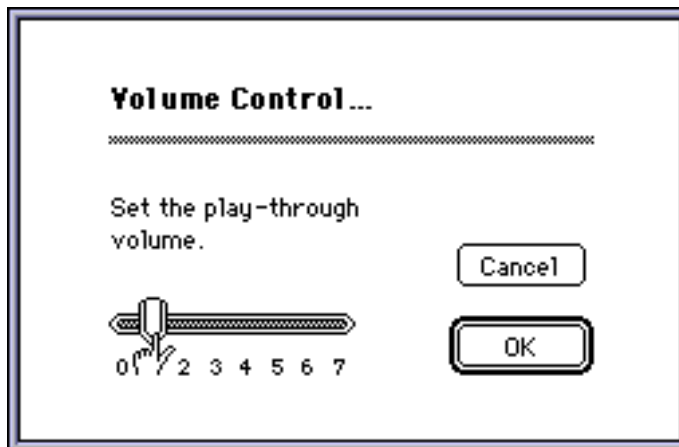 Volume Control...
Set the play-through
volume.
Cancel
OK
0 2 3 4 5 6 7